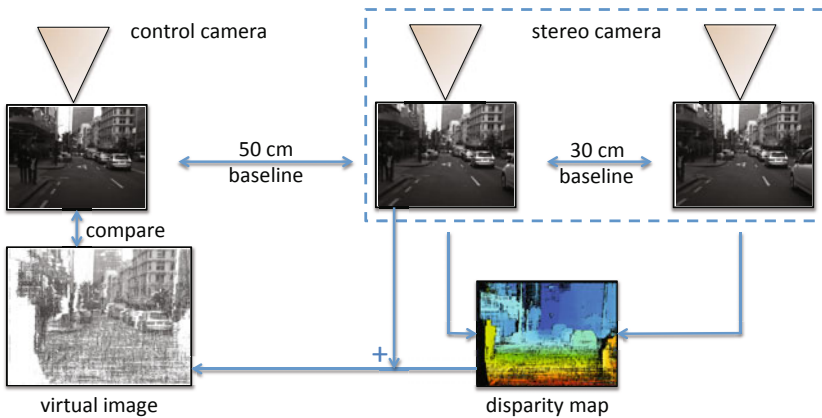 control camera
stereo camera
50 cm
baseline
30 cm
baseline
compare
+
virtual image
disparity map